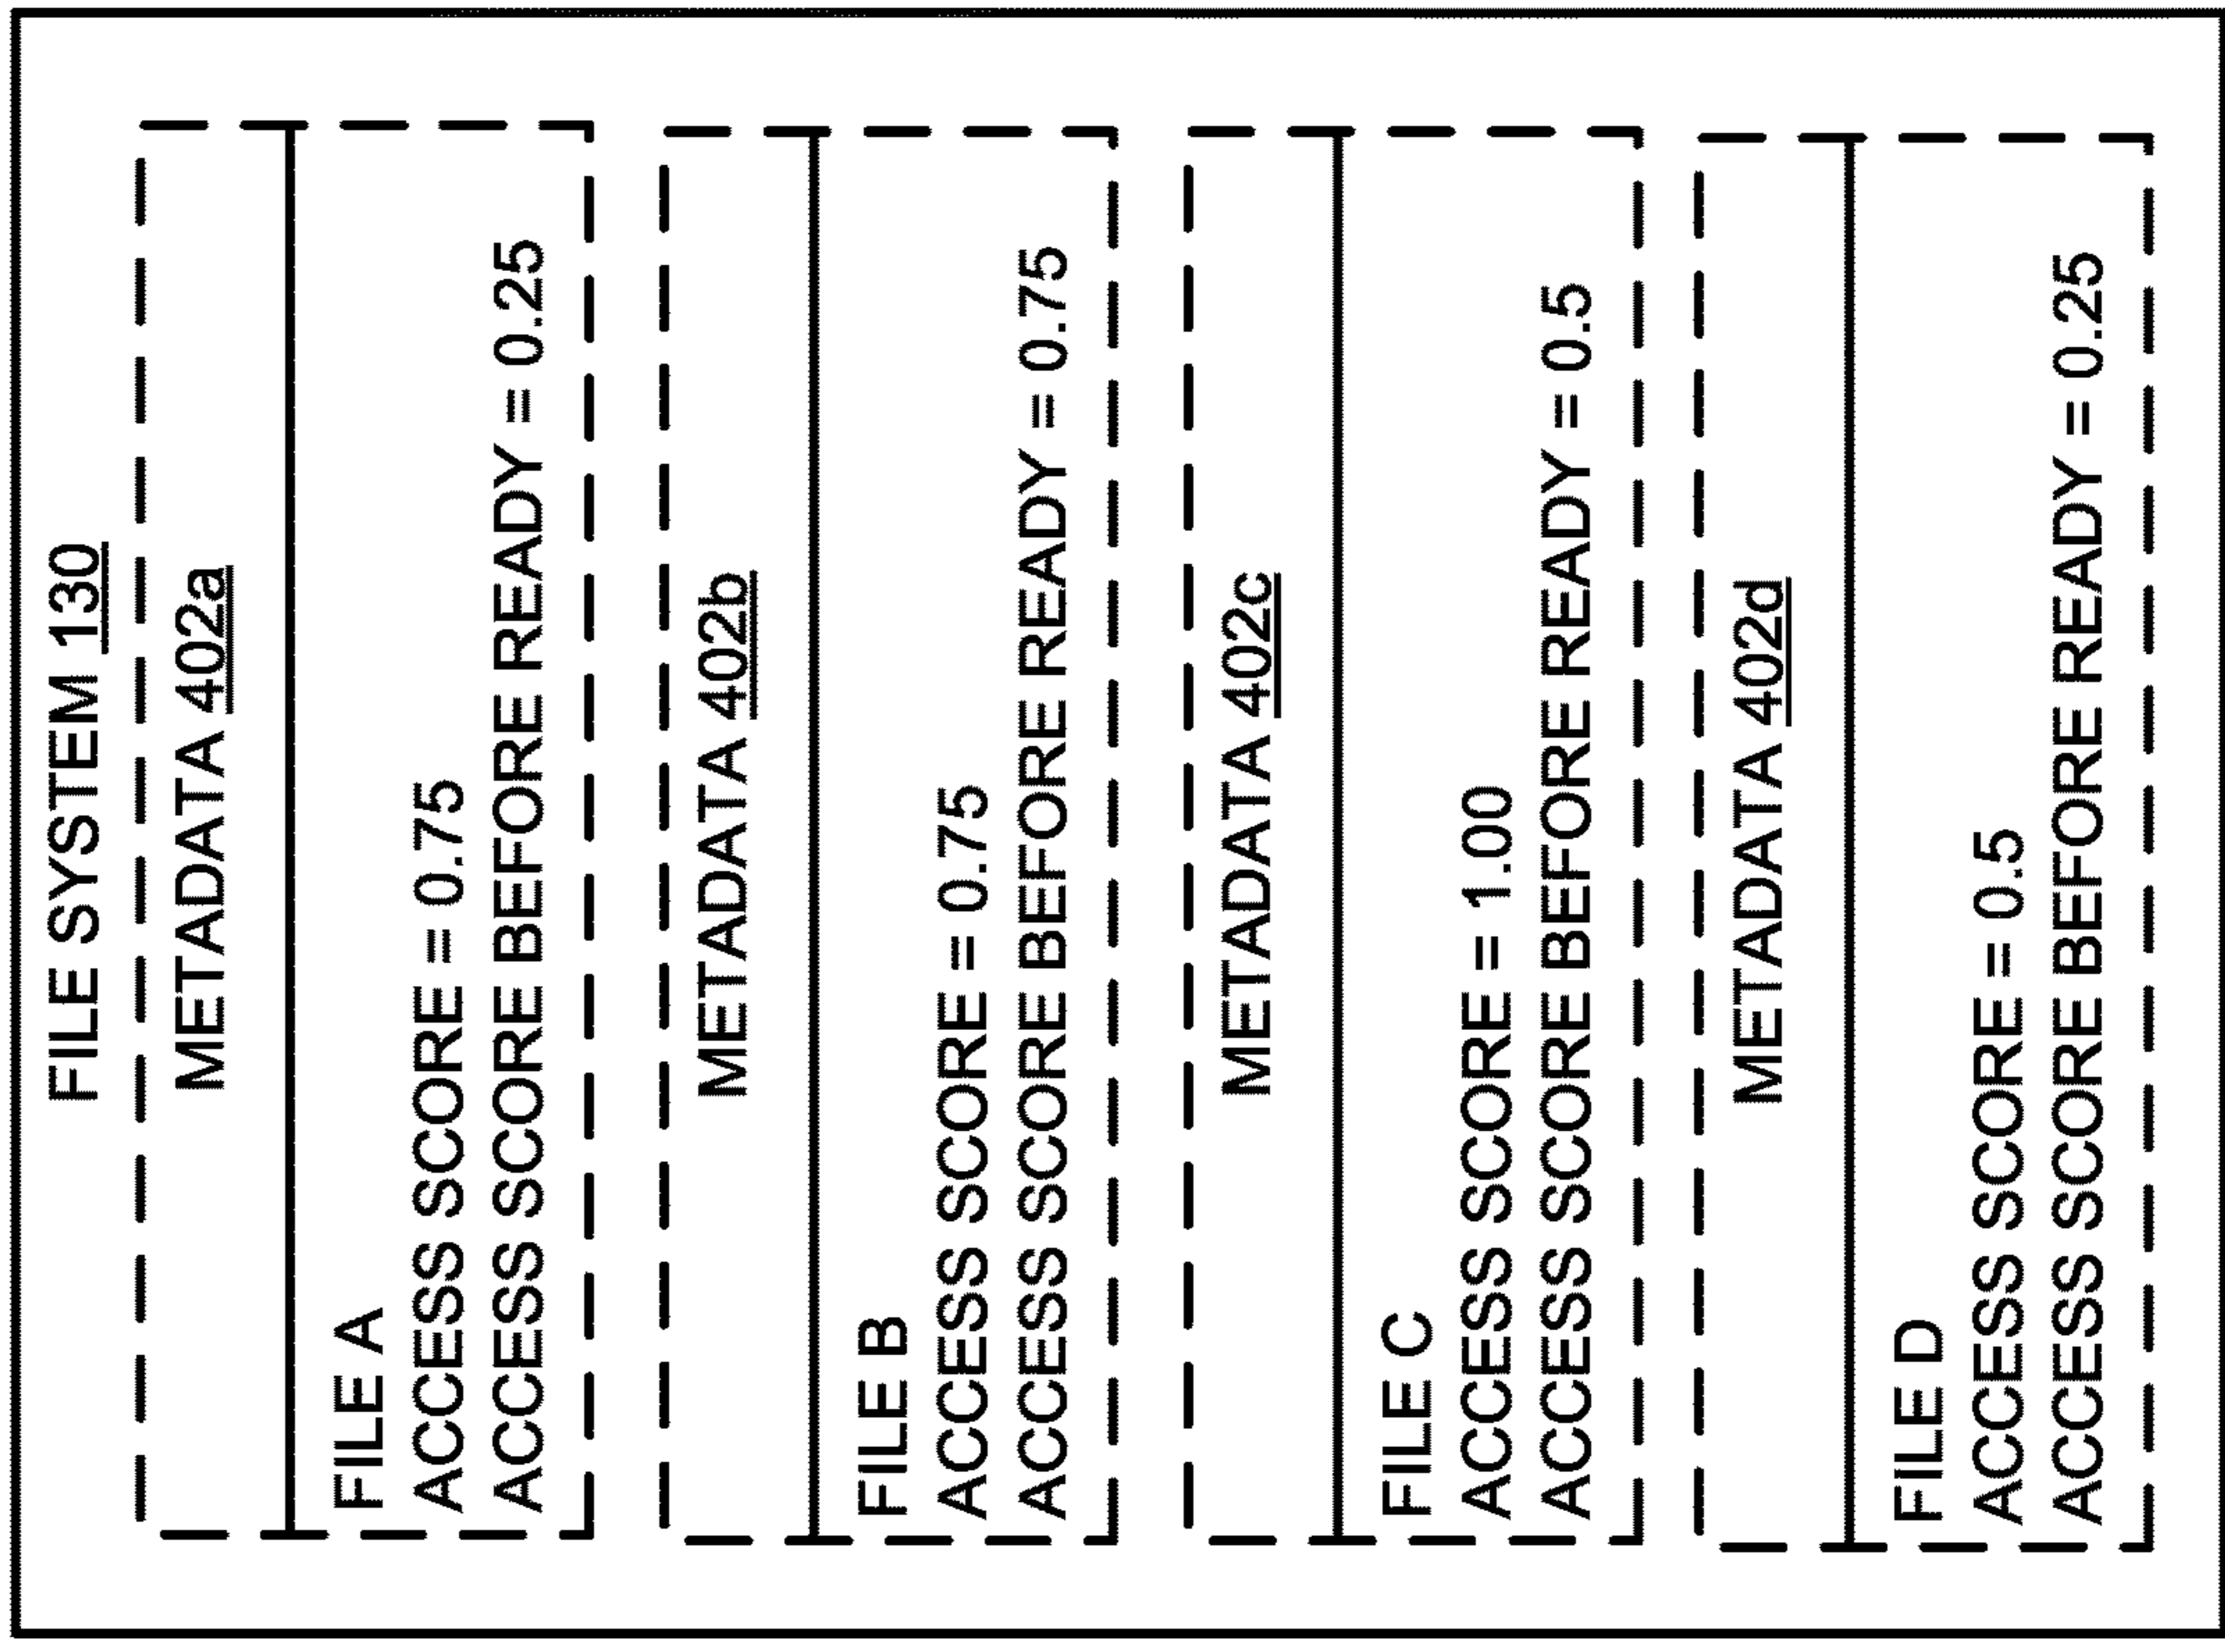 FILE SYSTEM 130
METADATA 402a
FILE A
ACCESS SCORE = 0.75
ACCESS SCORE BEFORE READY = 0.25
METADATA 402b
FILE B
ACCESS SCORE = 0.75
ACCESS SCORE BEFORE READY = 0.75
METADATA 402c
FILE C
ACCESS SCORE = 1.00
ACCESS SCORE BEFORE READY = 0.5
METADATA 402d
FILE D
ACCESS SCORE = 0.5
ACCESS SCORE BEFORE READY = 0.25